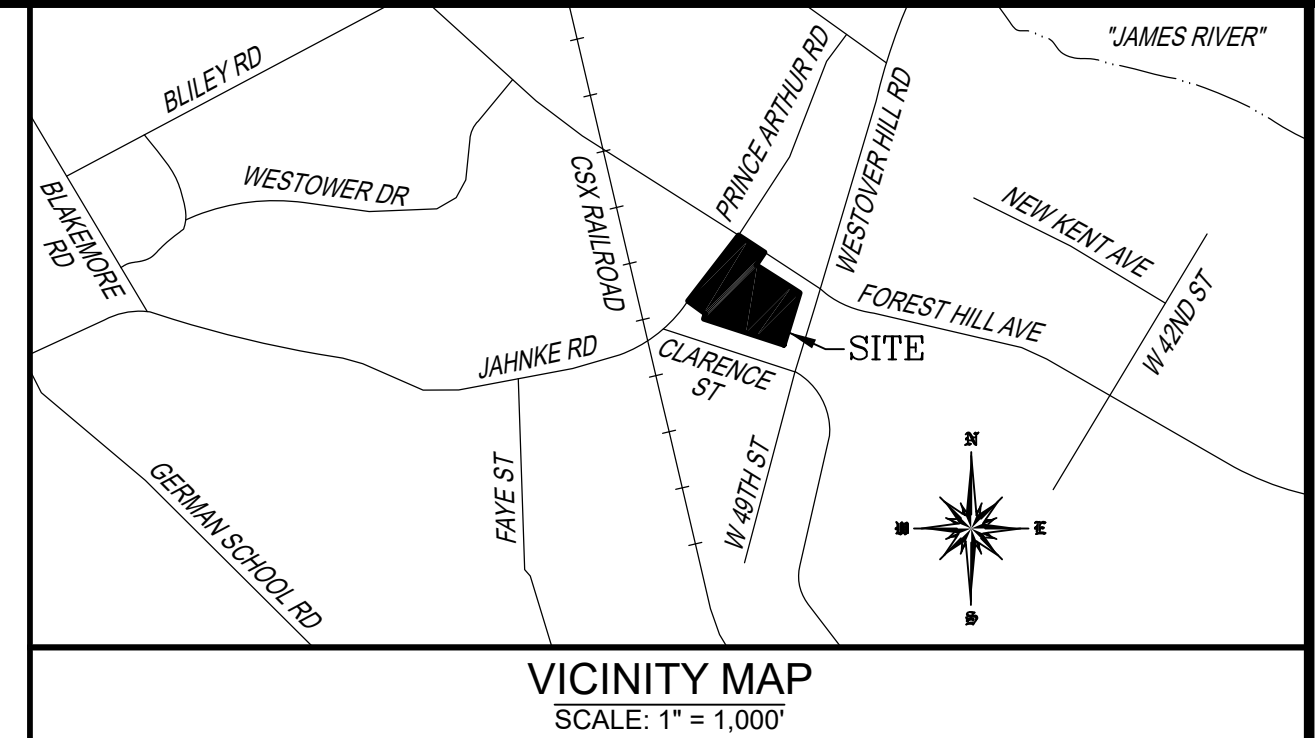 "JAMES RIVER"
BLILEY RD
PRINCE ARTHUR RD
WESTOVER HILL RD
WESTOWER DR
CSX RAILROAD
BLAKEMORE
RD
NEW KENT AVE
W 42ND ST
FOREST HILL AVE
SITE
JAHNKE RD
CLARENCE
ST
GERMAN SCHOOL RD
FAYE ST
W 49TH ST
N
W
E
S
VICINITY MAP
SCALE: 1" = 1,000'